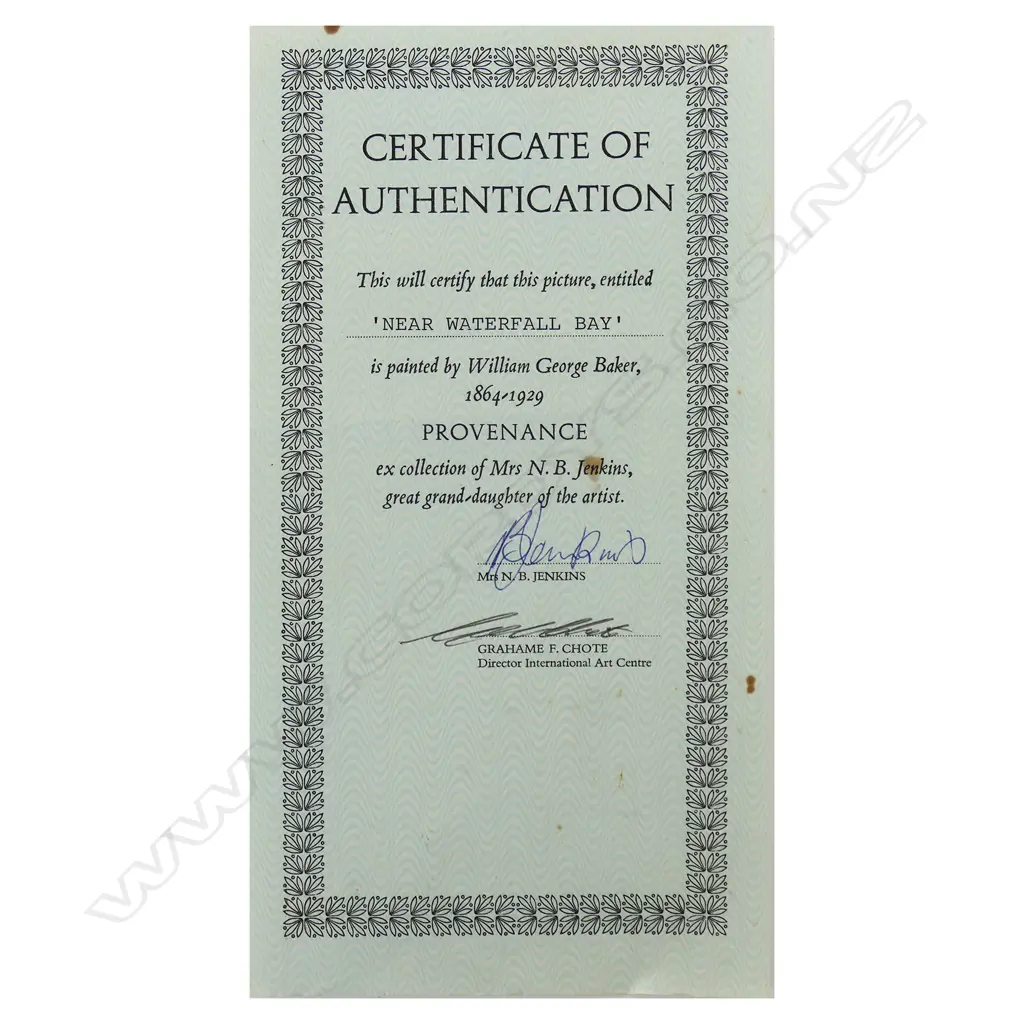 CERTIFICATE OF
AUTHENTICATION
This will certify that this picture, entitled
'NEAR WATERFALL BAY'
is painted by William George Baker,
1864-1929
PROVENANCE
ex collection of Mrs N. B. Jenkins,
great grand-daughter of the artist.
B Jenkins
Mrs N. B. JENKINS
GRAHAME F. CHOTE
Director International Art Centre